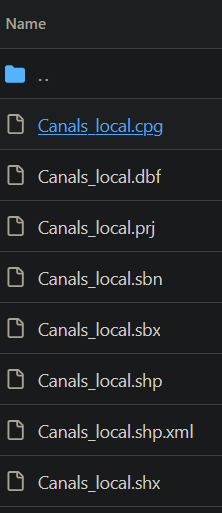 Name
..
Canals_local.cpg
Canals_local.dbf
Canals_local.prj
Canals_local.sbn
Canals_local.sbx
Canals_local.shp
Canals_local.shp.xml
Canals_local.shx